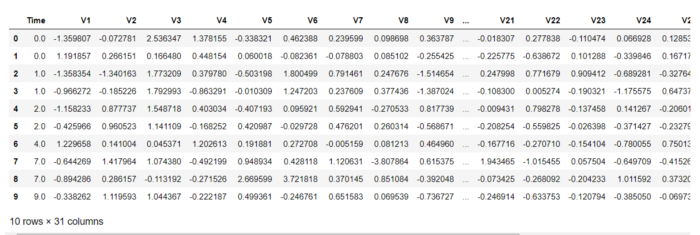 Time V1 V2 V3 V4 V5 V6 V7 V8 V9 ... V21 V22 V23 V24
0 0.0 -1.359807 -0.072781 2.536347 1.378155 -0.338321 0.462388 0.239599 0.098698 0.363787 ... -0.018307 0.277838 -0.110474 0.066928 0.12853
1 0.0 1.191857 0.266151 0.166480 0.448154 0.060018 -0.082361 -0.078803 0.085102 -0.255425 ... -0.225775 -0.638672 0.101288 -0.339846 0.16717
2 1.0 -1.358354 -1.340163 1.773209 0.379780 -0.503198 1.800499 0.791461 0.247676 -1.514654 ... 0.247998 0.771679 0.909412 -0.689281 -0.32764
3 1.0 -0.966272 -0.185226 1.792993 -0.863291 -0.010309 1.247203 0.237609 0.377436 -1.387024 ... -0.108300 0.005274 -0.190321 -1.175575 0.64737
4 2.0 -1.158233 0.877737 1.548718 0.403034 -0.407193 0.095921 0.592941 -0.270533 0.817739 ... -0.009431 0.798278 -0.137458 0.141267 -0.20601
5 2.0 -0.425966 0.960523 1.141109 -0.168252 0.420987 -0.029728 0.476201 0.260314 -0.568671 ... -0.208254 -0.559825 -0.026398 -0.371427 -0.23279
6 4.0 1.229658 0.141004 0.045371 1.202613 0.191881 0.272708 -0.005159 0.081213 0.464960 ... -0.167716 -0.270710 -0.154104 -0.780055 0.75013
7 7.0 -0.644269 1.417964 1.074380 -0.492199 0.948934 0.428118 1.120631 -3.807864 0.615375 ... 1.943465 -1.015455 0.057504 -0.649709 -0.41526
8 7.0 -0.894286 0.286157 -0.113192 -0.271526 2.669599 3.721818 0.370145 0.851084 -0.392048 ... -0.073425 -0.268092 -0.204233 1.011592 0.37320
9 9.0 -0.338262 1.119593 1.044367 -0.222187 0.499361 -0.246761 0.651583 0.069539 -0.736727 ... -0.246914 -0.633753 -0.120794 -0.385050 -0.06973
10 rows × 31 columns